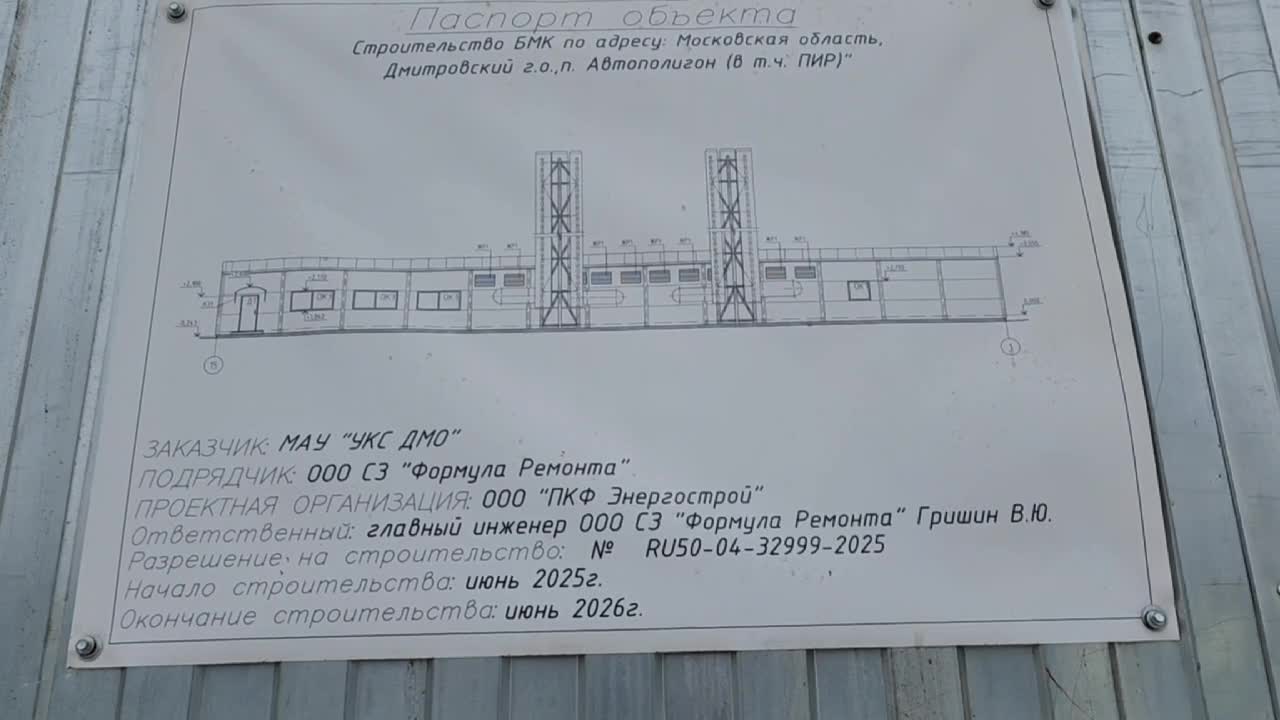 Паспорт объекта
Строительство БМК по адресу: Московская область,
Дмитровский г.о.,п. Автополигон (в т.ч. ПИР)"
ЗАКАЗЧИК: МАУ "УКС ДМО"
ПОДРЯДЧИК: ООО СЗ "Формула Ремонта"
ПРОЕКТНАЯ ОРГАНИЗАЦИЯ: ООО "ПКФ Энергострой"
Ответственный: главный инженер ООО СЗ "Формула Ремонта" Гришин В.Ю.
Разрешение на строительство: № RU50-04-32999-2025
Начало строительства: июнь 2025г.
Окончание строительства: июнь 2026г.